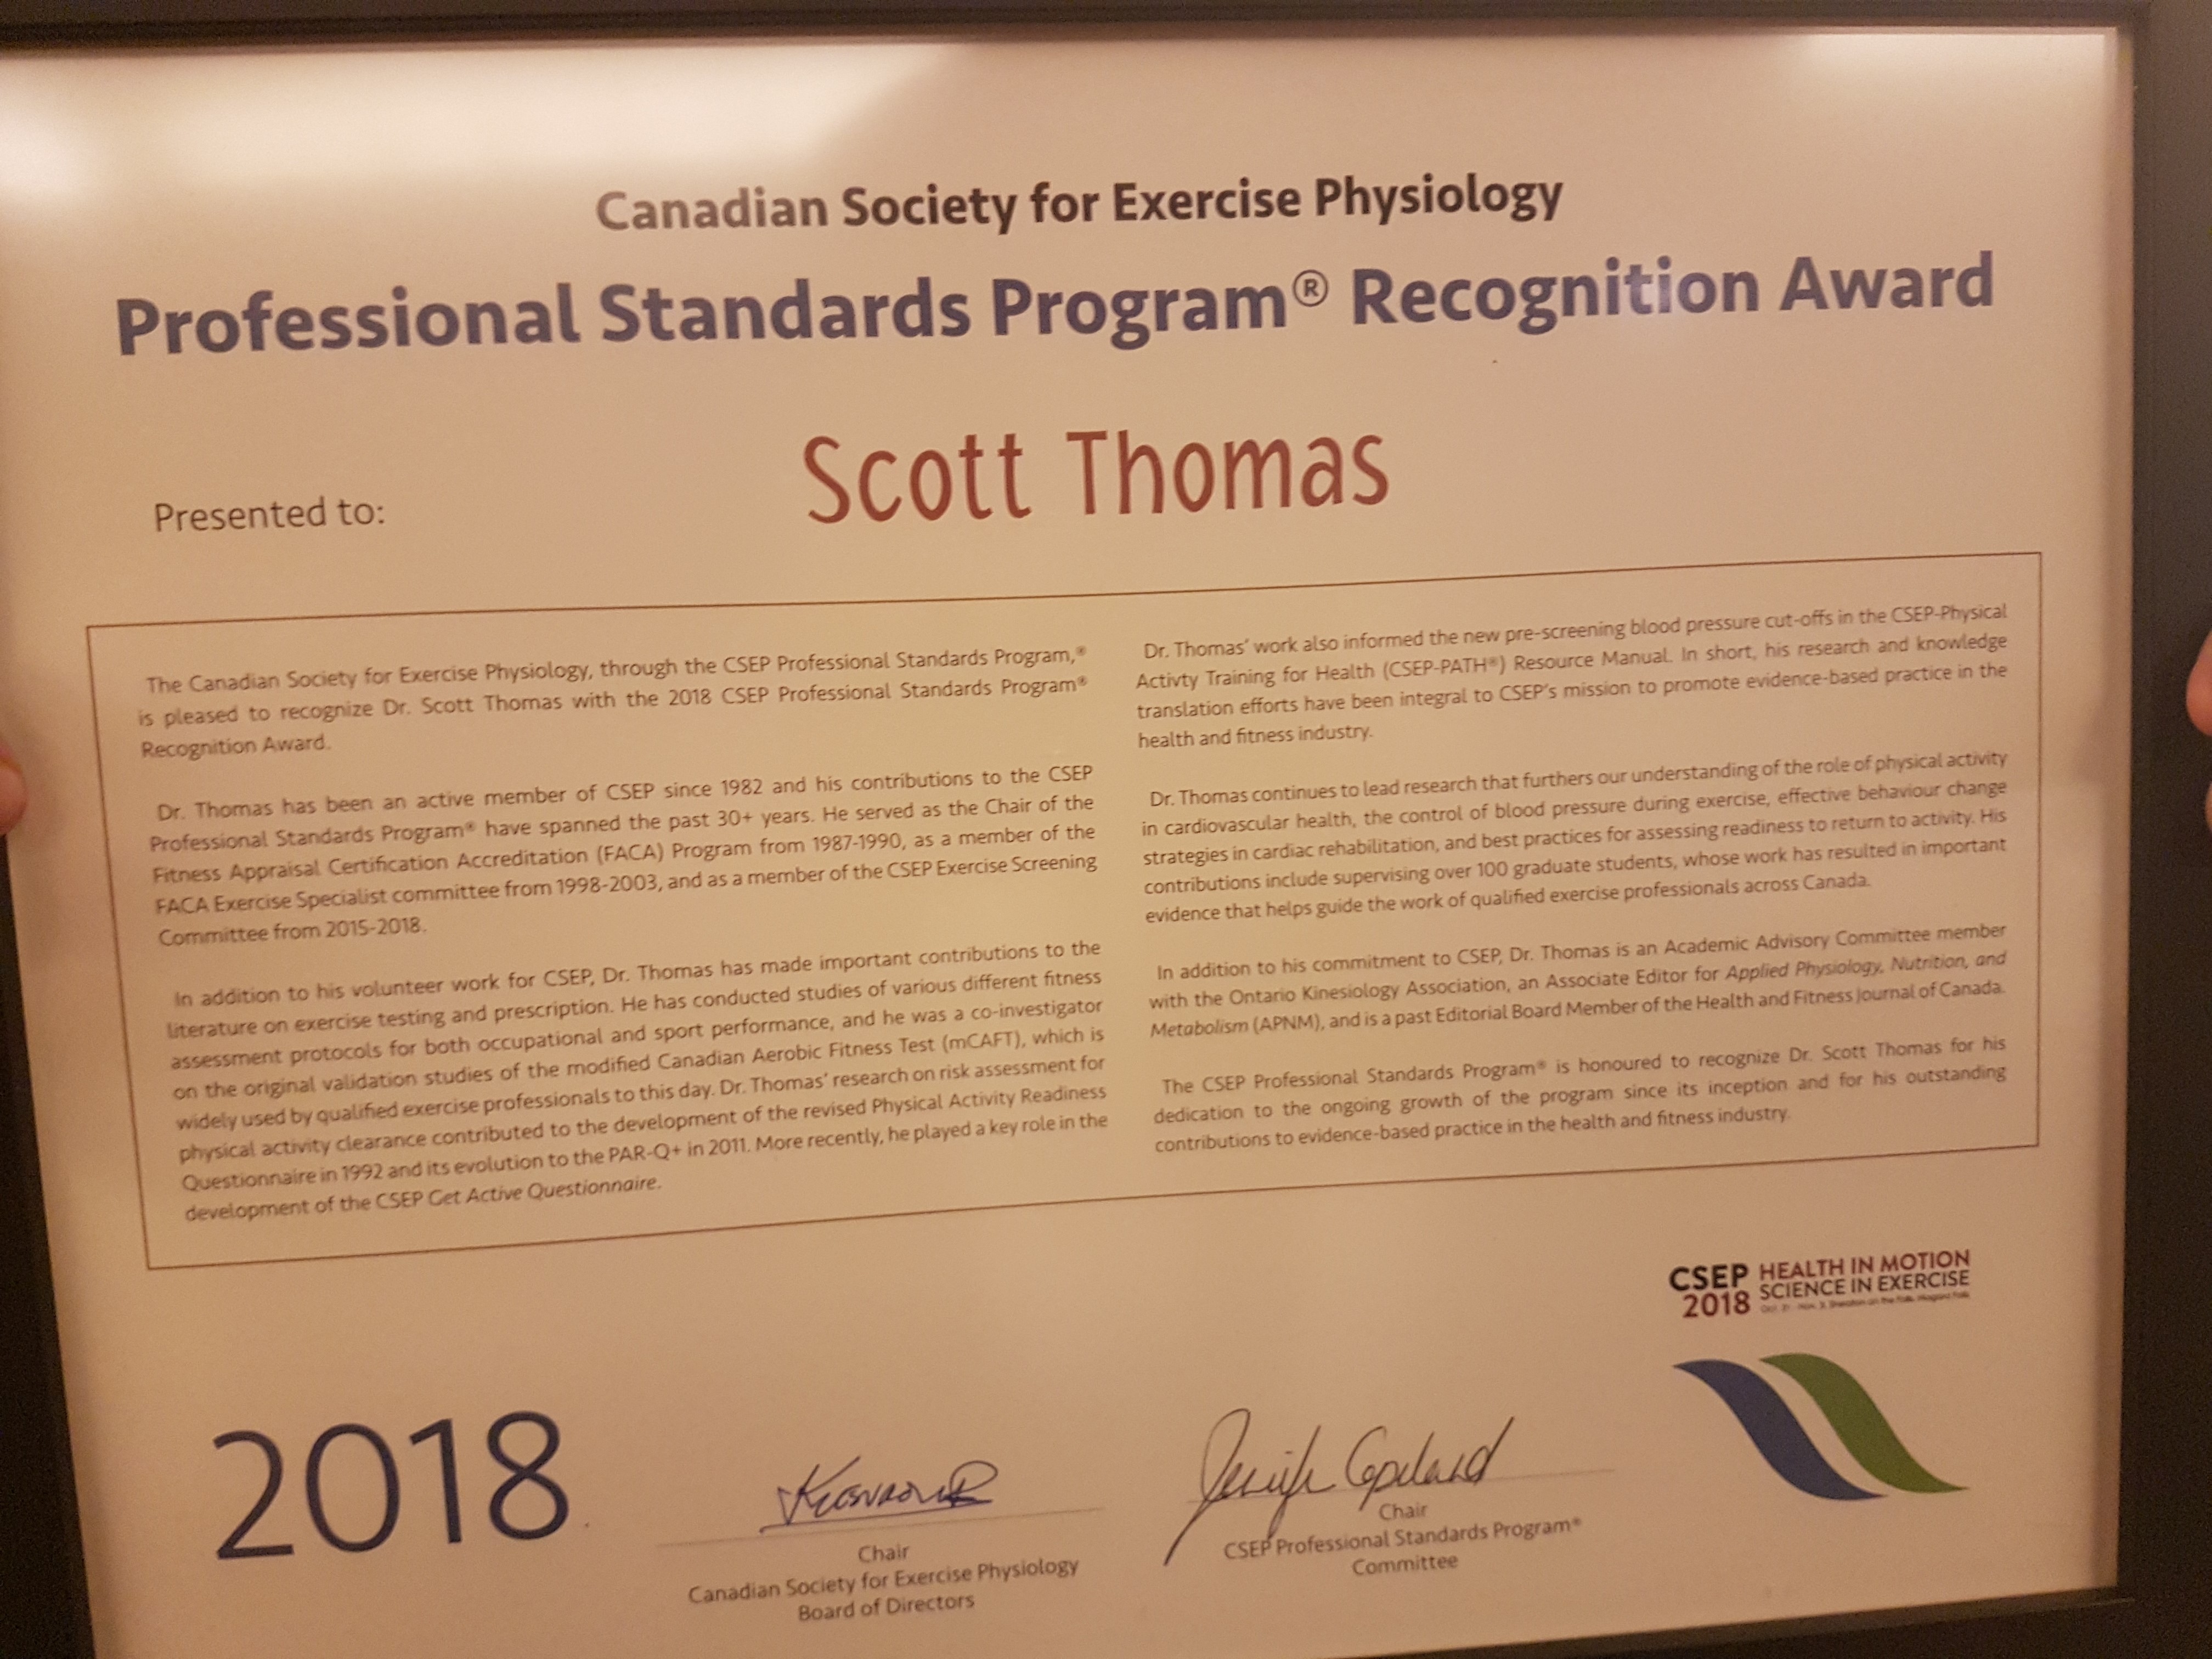 Canadian Society for Exercise Physiology
Professional Standards Program® Recognition Award
Presented to:
Scott Thomas
The Canadian Society for Exercise Physiology, through the CSEP Professional Standards Program,®
is pleased to recognize Dr. Scott Thomas with the 2018 CSEP Professional Standards Program®
Recognition Award.
Dr. Thomas has been an active member of CSEP since 1982 and his contributions to the CSEP
Professional Standards Program® have spanned the past 30+ years. He served as the Chair of the
Fitness Appraisal Certification Accreditation (FACA) Program from 1987-1990, as a member of the
FACA Exercise Specialist committee from 1998-2003, and as a member of the CSEP Exercise Screening
Committee from 2015-2018.
In addition to his volunteer work for CSEP, Dr. Thomas has made important contributions to the
literature on exercise testing and prescription. He has conducted studies of various different fitness
assessment protocols for both occupational and sport performance, and he was a co-investigator
on the original validation studies of the modified Canadian Aerobic Fitness Test (mCAFT), which is
widely used by qualified exercise professionals to this day. Dr. Thomas' research on risk assessment for
physical activity clearance contributed to the development of the revised Physical Activity Readiness
Questionnaire in 1992 and its evolution to the PAR-Q+ in 2011. More recently, he played a key role in the
development of the CSEP Get Active Questionnaire.
Dr. Thomas' work also informed the new pre-screening blood pressure cut-offs in the CSEP-Physical
Activty Training for Health (CSEP-PATH®) Resource Manual. In short, his research and knowledge
translation efforts have been integral to CSEP's mission to promote evidence-based practice in the
health and fitness industry.
Dr. Thomas continues to lead research that furthers our understanding of the role of physical activity
in cardiovascular health, the control of blood pressure during exercise, effective behaviour change
strategies in cardiac rehabilitation, and best practices for assessing readiness to return to activity. His
contributions include supervising over 100 graduate students, whose work has resulted in important
evidence that helps guide the work of qualified exercise professionals across Canada.
In addition to his commitment to CSEP, Dr. Thomas is an Academic Advisory Committee member
with the Ontario Kinesiology Association, an Associate Editor for Applied Physiology, Nutrition, and
Metabolism (APNM), and is a past Editorial Board Member of the Health and Fitness Journal of Canada.
The CSEP Professional Standards Program® is honoured to recognize Dr. Scott Thomas for his
dedication to the ongoing growth of the program since its inception and for his outstanding
contributions to evidence-based practice in the health and fitness industry.
CSEP HEALTH IN MOTION
2018 SCIENCE IN EXERCISE
Oct. 31 - Nov. 3, Sheraton on the Falls, Niagara Falls
2018
Jennifer Copeland
Chair
Canadian Society for Exercise Physiology
Board of Directors
Chair
CSEP Professional Standards Program®
Committee